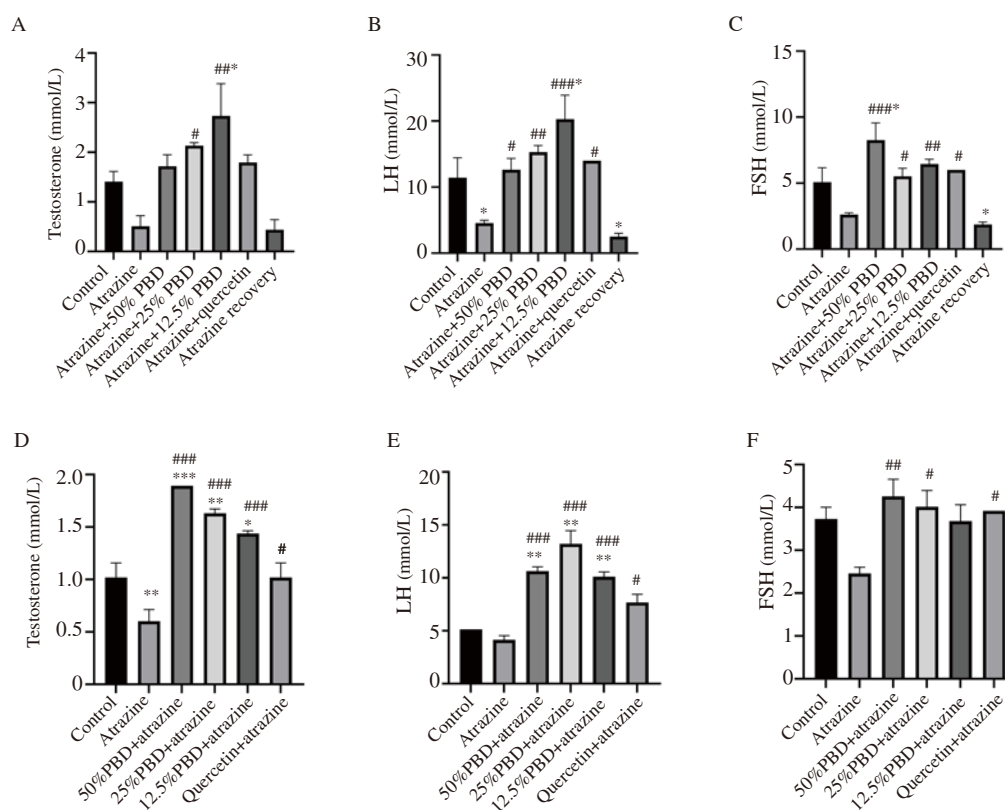 A
Testosterone (mmol/L)
4
3
2
1
0
#
##*
Control
Atrazine
Atrazine+50% PBD
Atrazine+25% PBD
Atrazine+12.5% PBD
Atrazine+quercetin
Atrazine recovery
B
LH (mmol/L)
30
20
10
0
*
#
##
###*
#
*
Control
Atrazine
Atrazine+50% PBD
Atrazine+25% PBD
Atrazine+12.5% PBD
Atrazine+quercetin
Atrazine recovery
C
FSH (mmol/L)
15
10
5
0
###*
#
##
#
*
Control
Atrazine
Atrazine+50% PBD
Atrazine+25% PBD
Atrazine+12.5% PBD
Atrazine+quercetin
Atrazine recovery
D
Testosterone (mmol/L)
2.0
1.5
1.0
0.5
0
**
###
***
###
**
###
*
#
Control
Atrazine
50%PBD+atrazine
25%PBD+atrazine
12.5%PBD+atrazine
Quercetin+atrazine
E
LH (mmol/L)
20
15
10
5
0
###
**
###
**
###
**
#
Control
Atrazine
50%PBD+atrazine
25%PBD+atrazine
12.5%PBD+atrazine
Quercetin+atrazine
F
FSH (mmol/L)
4
2
0
##
#
#
Control
Atrazine
50%PBD+atrazine
25%PBD+atrazine
12.5%PBD+atrazine
Quercetin+atrazine